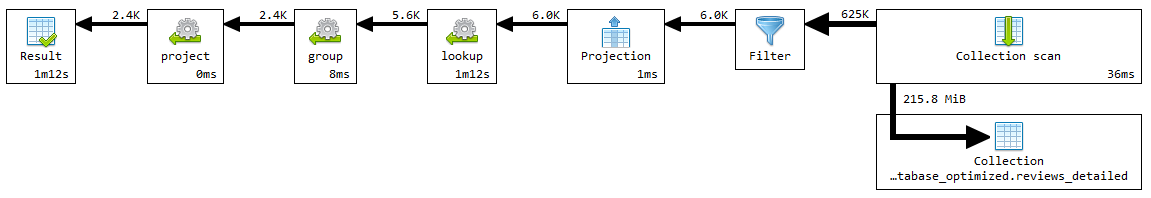 2.4K
2.4K
5.6K
6.0K
6.0K
625K
Result
project
group
lookup
Projection
Filter
Collection scan
1m12s
0ms
8ms
1m12s
1ms
36ms
215.8 MiB
Collection
…tabase_optimized.reviews_detailed